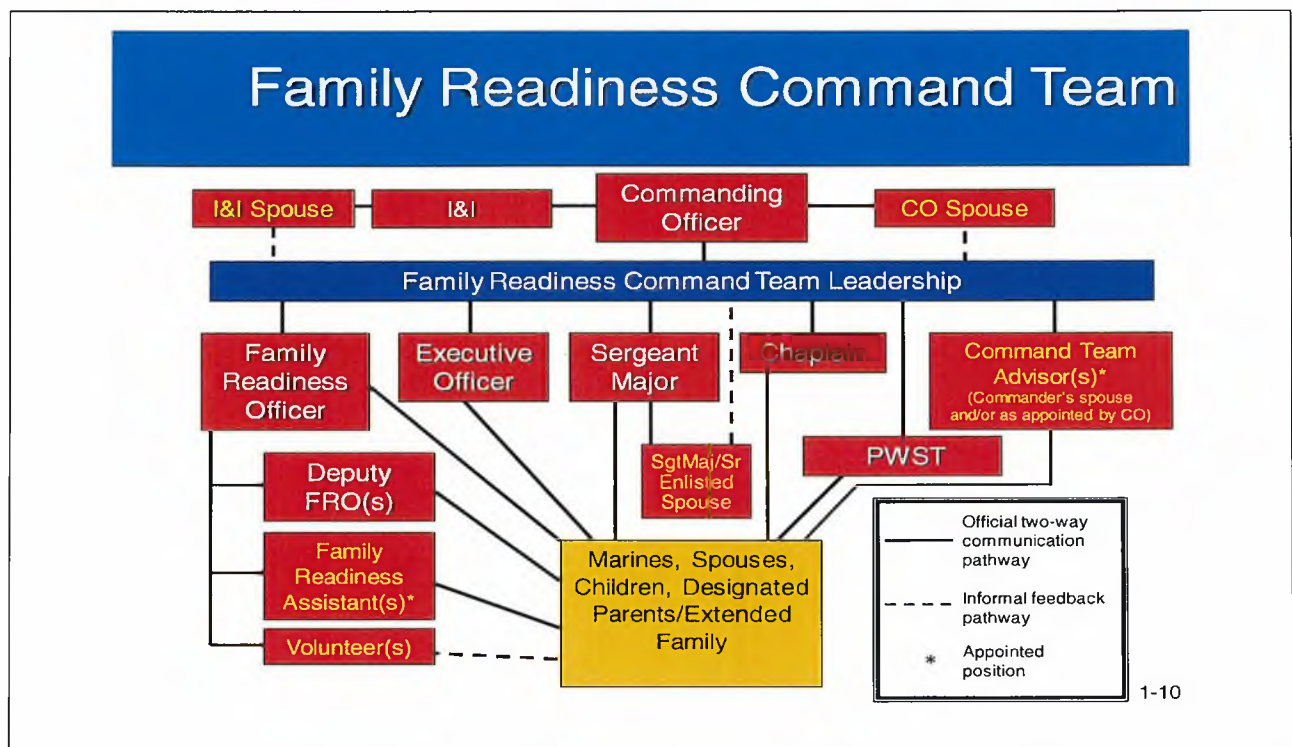 Family Readiness Command Team
I&I Spouse
I&I
Commanding
Officer
CO Spouse
Family Readiness Command Team Leadership
Family
Readiness
Officer
Executive
Officer
Sergeant
Major
Chaplain
Command Team
Advisor(s)*
(Commander's spouse
and/or as appointed by CO)
SgtMaj/Sr
Enlisted
Spouse
PWST
Deputy
FRO(s)
Family
Readiness
Assistant(s)*
Volunteer(s)
Marines, Spouses,
Children, Designated
Parents/Extended
Family
Official two-way
communication
pathway
Informal feedback
pathway
* Appointed
position
1-10